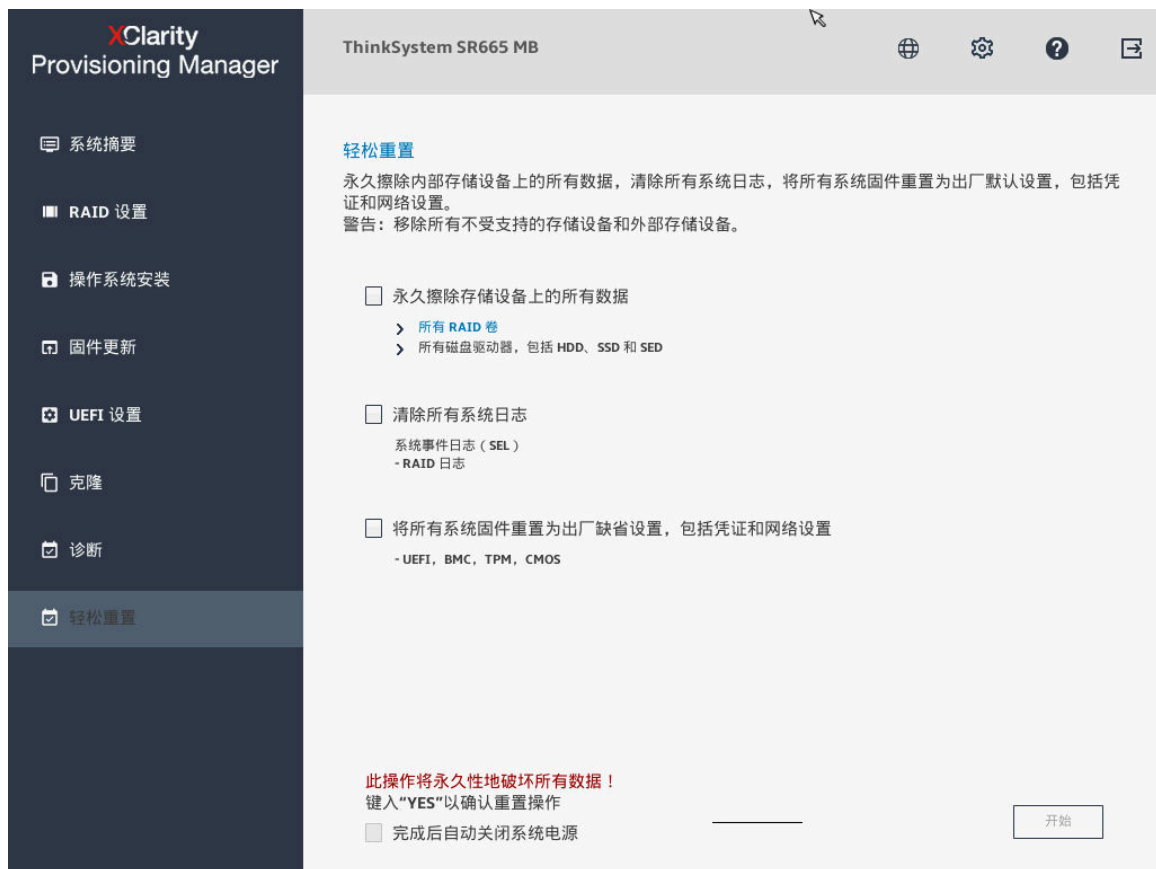 XClarity
Provisioning Manager
ThinkSystem SR665 MB
系统摘要
RAID 设置
操作系统安装
固件更新
UEFI 设置
克隆
诊断
轻松重置
轻松重置
永久擦除内部存储设备上的所有数据，清除所有系统日志，将所有系统固件重置为出厂默认设置，包括凭
证和网络设置。
警告：移除所有不受支持的存储设备和外部存储设备。
永久擦除存储设备上的所有数据
所有 RAID 卷
所有磁盘驱动器，包括 HDD、SSD 和 SED
清除所有系统日志
系统事件日志（SEL）
- RAID 日志
将所有系统固件重置为出厂缺省设置，包括凭证和网络设置
- UEFI，BMC，TPM，CMOS
此操作将永久性地破坏所有数据！
键入“YES”以确认重置操作
完成后自动关闭系统电源
开始